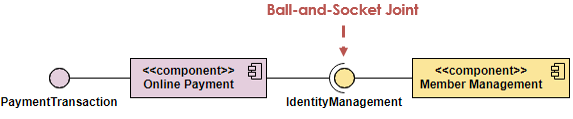 Ball-and-Socket Joint
<<component>>
Online Payment
<<component>>
Member Management
PaymentTransaction
IdentityManagement